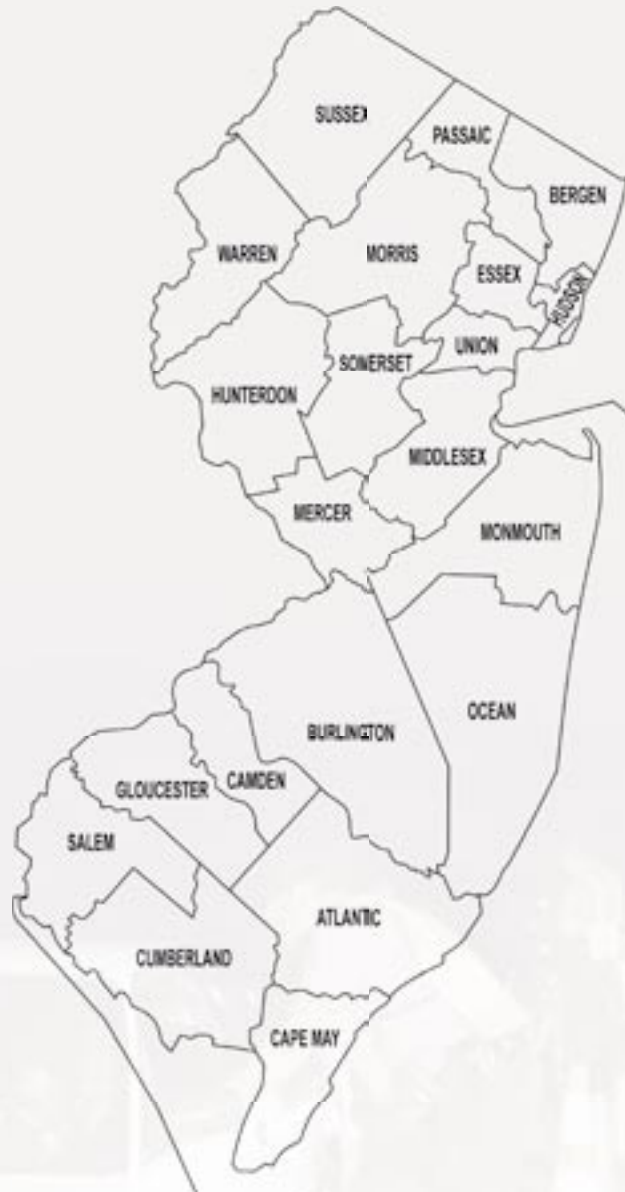 SUSSEX
PASSAIC
BERGEN
WARREN
MORRIS
ESSEX
HUDSON
UNION
SOMERSET
HUNTERDON
MIDDLESEX
MERCER
MONMOUTH
OCEAN
BURLINGTON
CAMDEN
GLOUCESTER
SALEM
ATLANTIC
CUMBERLAND
CAPE MAY